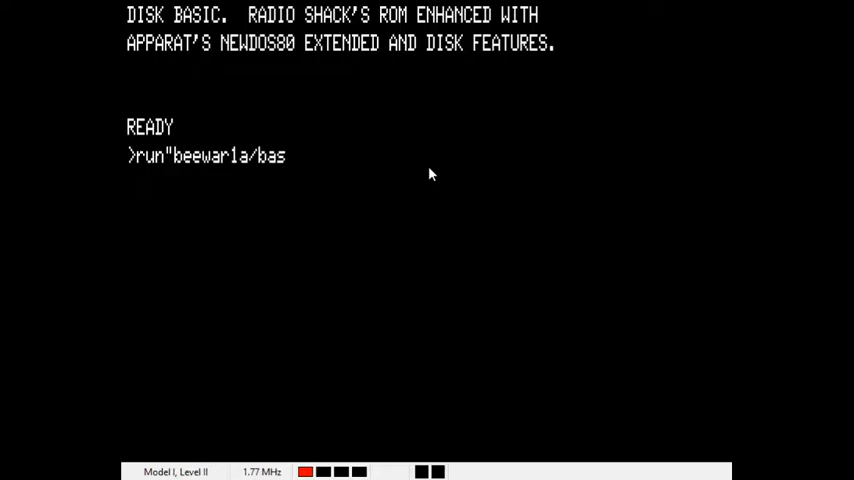 DISK BASIC.  RADIO SHACK'S ROM ENHANCED WITH
APPARAT'S NEWDOS80 EXTENDED AND DISK FEATURES.
READY
>run"beewar1a/bas
Model I, Level II 1.77 MHz